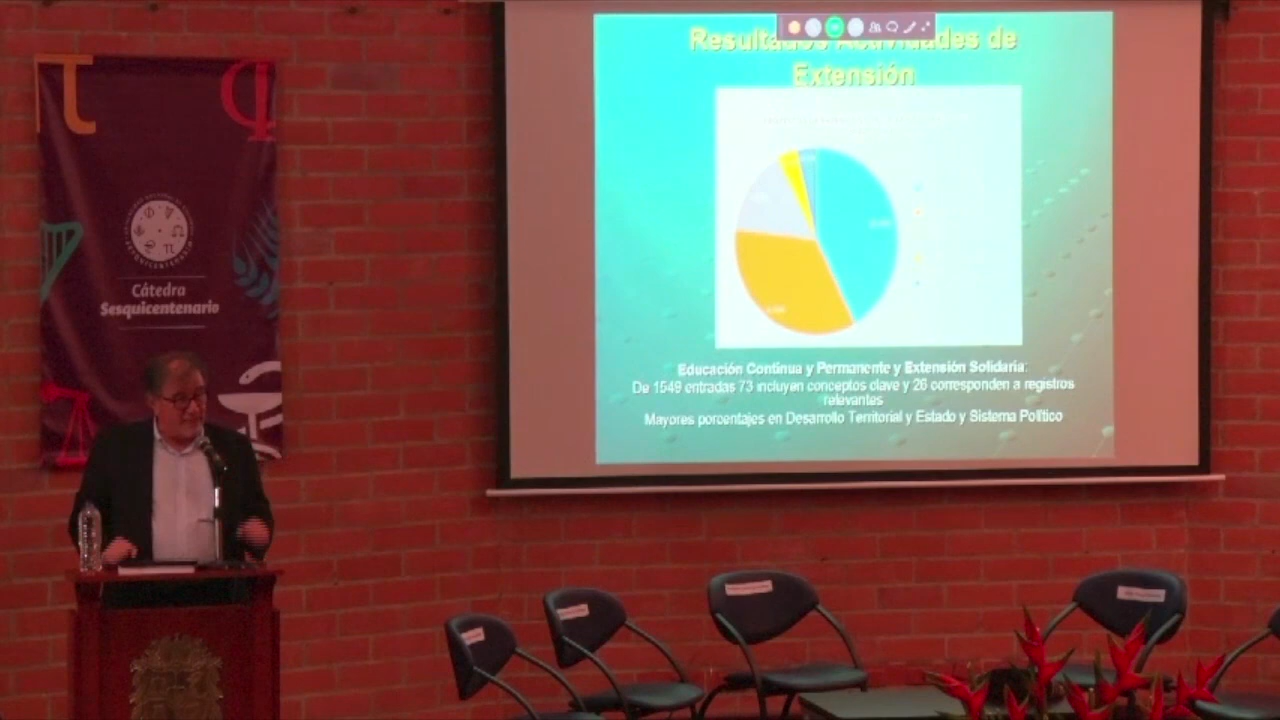 Resultados Actividades de
Extensión
Educación Continua y Permanente y Extensión Solidaria:
De 1549 entradas 73 incluyen conceptos clave y 26 corresponden a registros
relevantes
Mayores porcentajes en Desarrollo Territorial y Estado y Sistema Político
Cátedra
Sesquicentenario